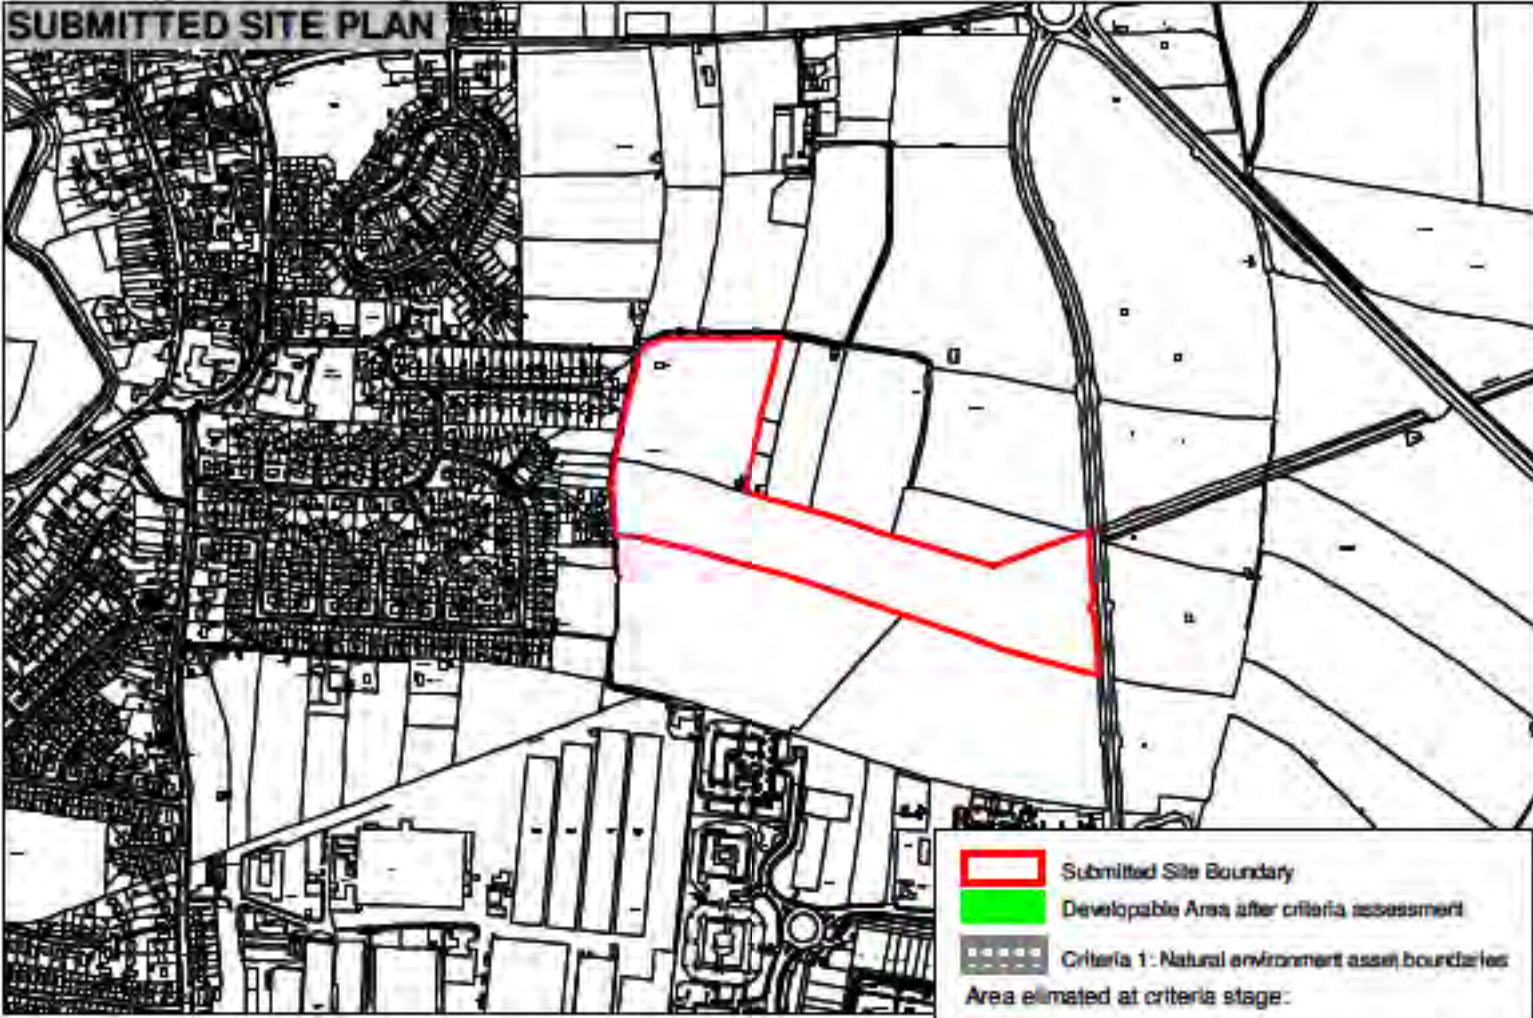 SUBMITTED SITE PLAN
Submitted Site Boundary
Developable Area after criteria assessment
Criteria 1: Natural environment asset boundaries
Area elimated at criteria stage: